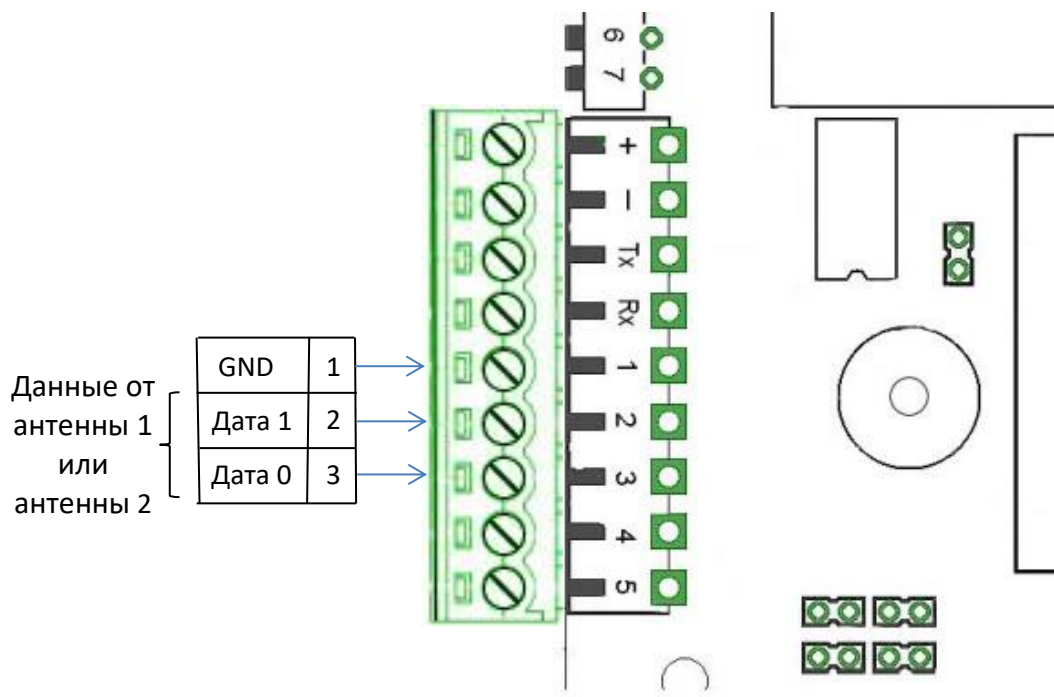 6
7
+
–
Tx
Rx
1
2
3
4
5
GND 1
Дата 1 2
Дата 0 3
Данные от
антенны 1
или
антенны 2